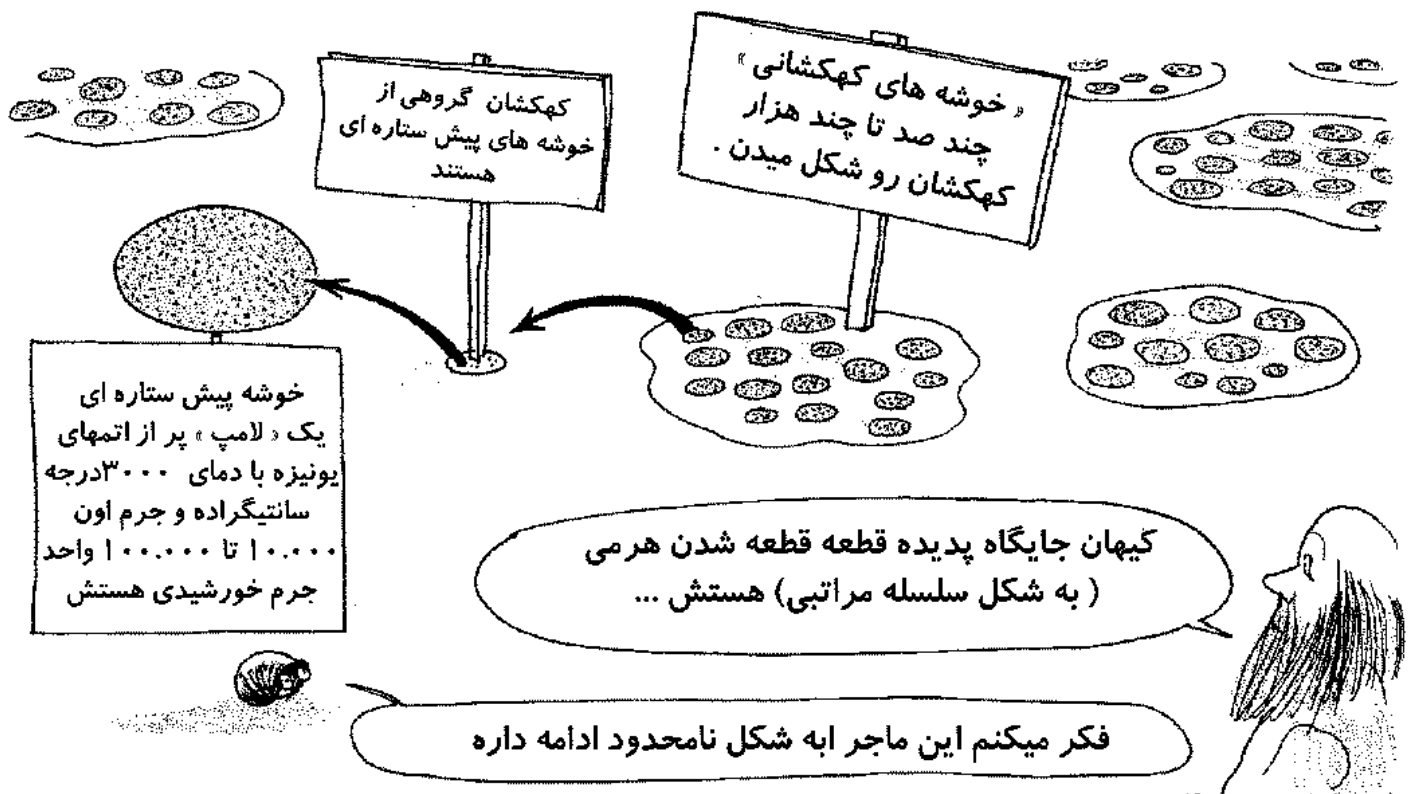 « خوشه های کهکشانی »
چند صد تا چند هزار
کهکشان رو شکل میدن .
کهکشان گروهی از
خوشه های پیش ستاره ای
هستند
خوشه پیش ستاره ای
یک « لامپ » پر از اتمهای
یونیزه با دمای ۳۰۰۰درجه
سانتیگراده و جرم اون
۱۰.۰۰۰ تا ۱۰۰.۰۰۰ واحد
جرم خورشیدی هستش
کیهان جایگاه پدیده قطعه قطعه شدن هرمی
( به شکل سلسله مراتبی) هستش ...
فکر میکنم این ماجر ابه شکل نامحدود ادامه داره